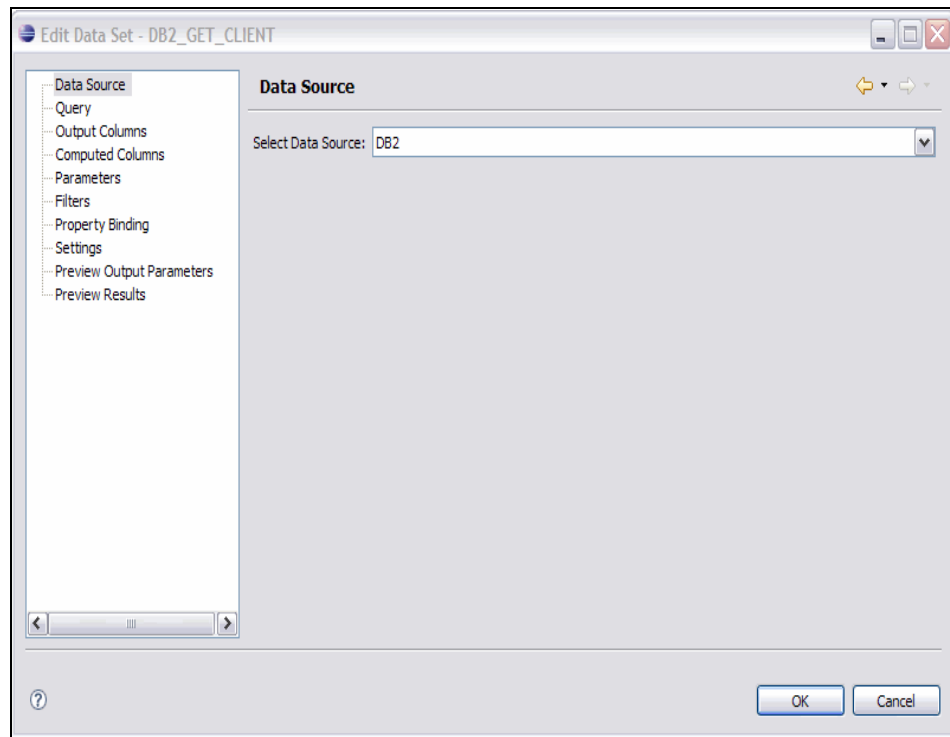 Edit Data Set - DB2_GET_CLIENT
Data Source
Query
Output Columns
Computed Columns
Parameters
Filters
Property Binding
Settings
Preview Output Parameters
Preview Results
Data Source
Select Data Source: DB2
OK
Cancel